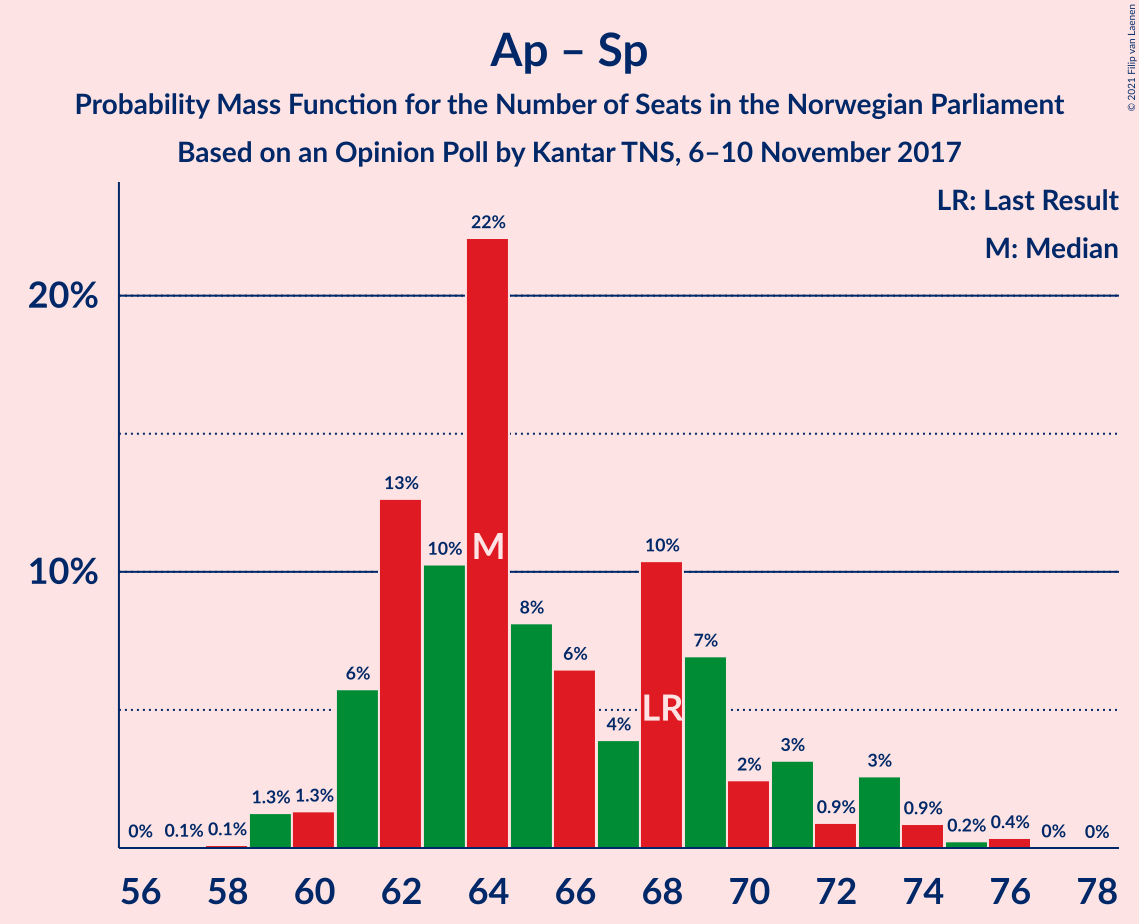 Ap – Sp
Probability Mass Function for the Number of Seats in the Norwegian Parliament
Based on an Opinion Poll by Kantar TNS, 6–10 November 2017
© 2021 Filip van Laenen
LR: Last Result
M: Median
20%
10%
0%
0.1%
0.1%
1.3%
1.3%
6%
13%
10%
22%
8%
6%
4%
10%
7%
2%
3%
0.9%
3%
0.9%
0.2%
0.4%
0%
0%
M
LR
56 58 60 62 64 66 68 70 72 74 76 78